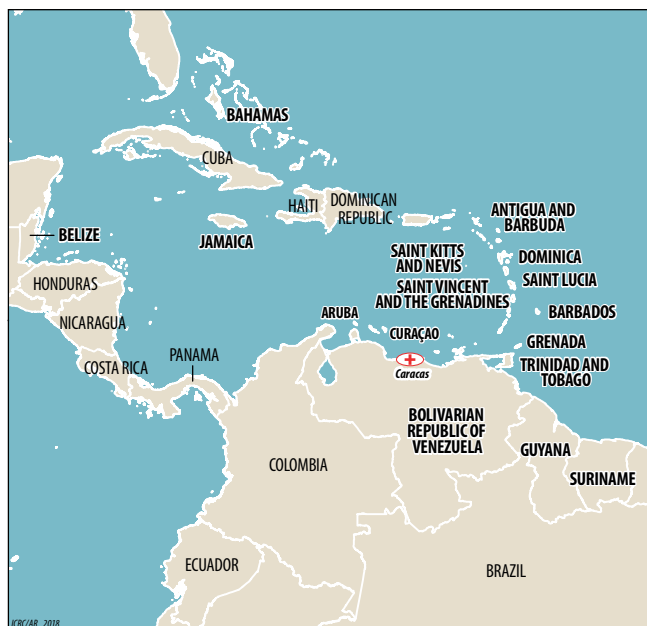 BAHAMAS
CUBA
HAITI
DOMINICAN
REPUBLIC
ANTIGUA AND
BARBUDA
BELIZE
JAMAICA
SAINT KITTS
AND NEVIS
DOMINICA
SAINT LUCIA
HONDURAS
SAINT VINCENT
AND THE GRENADINES
NICARAGUA
ARUBA
BARBADOS
CURAÇAO
GRENADA
COSTA RICA
PANAMA
Caracas
TRINIDAD AND
TOBAGO
BOLIVARIAN
REPUBLIC OF
VENEZUELA
GUYANA
COLOMBIA
SURINAME
ECUADOR
BRAZIL
ICRC/AR_2018